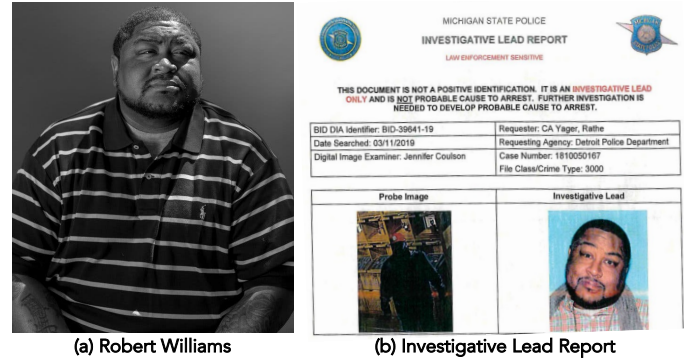 MICHIGAN STATE POLICE
INVESTIGATIVE LEAD REPORT
LAW ENFORCEMENT SENSITIVE
THIS DOCUMENT IS NOT A POSITIVE IDENTIFICATION. IT IS AN INVESTIGATIVE LEAD
ONLY AND IS NOT PROBABLE CAUSE TO ARREST. FURTHER INVESTIGATION IS
NEEDED TO DEVELOP PROBABLE CAUSE TO ARREST.
BID DIA Identifier: BID-39641-19
Requester: CA Yager, Rathe
Date Searched: 03/11/2019
Requesting Agency: Detroit Police Department
Digital Image Examiner: Jennifer Coulson
Case Number: 1810050167
File Class/Crime Type: 3000
Probe Image
Investigative Lead
(a) Robert Williams
(b) Investigative Lead Report